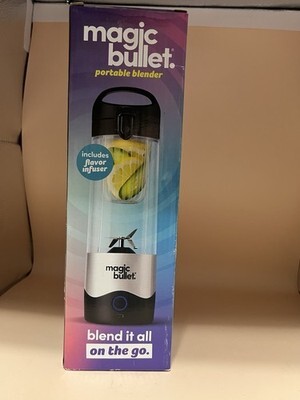 magic
bullet.®
portable blender
includes
flavor
infuser
magic
bullet.
blend it all
on the go.